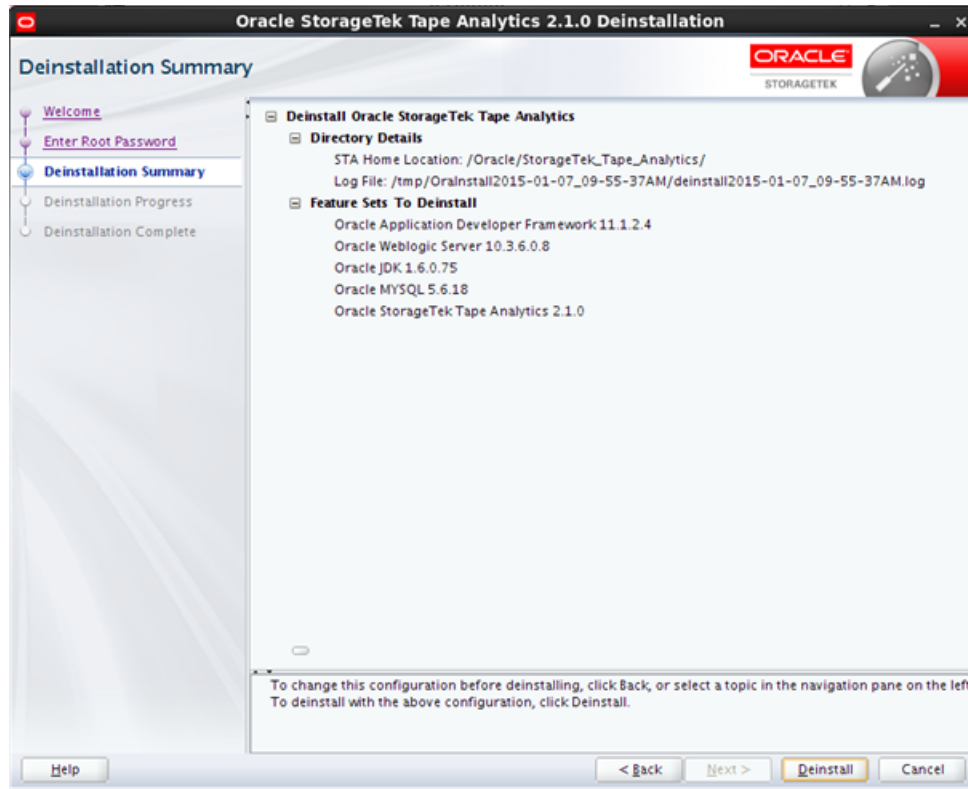 Oracle StorageTek Tape Analytics 2.1.0 Deinstallation
Deinstallation Summary
ORACLE
STORAGETEK
Welcome
Enter Root Password
Deinstallation Summary
Deinstallation Progress
Deinstallation Complete
Deinstall Oracle StorageTek Tape Analytics
Directory Details
STA Home Location: /Oracle/StorageTek_Tape_Analytics/
Log File: /tmp/OraInstall2015-01-07_09-55-37AM/deinstall2015-01-07_09-55-37AM.log
Feature Sets To Deinstall
Oracle Application Developer Framework 11.1.2.4
Oracle Weblogic Server 10.3.6.0.8
Oracle JDK 1.6.0.75
Oracle MYSQL 5.6.18
Oracle StorageTek Tape Analytics 2.1.0
To change this configuration before deinstalling, click Back, or select a topic in the navigation pane on the left
To deinstall with the above configuration, click Deinstall.
Help
< Back
Next >
Deinstall
Cancel